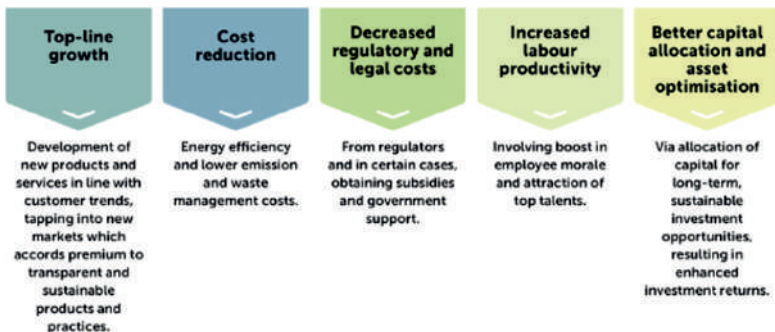 Top-line
growth
Development of
new products and
services in line with
customer trends,
tapping into new
markets which
accords premium to
transparent and
sustainable
products and
practices.
Cost
reduction
Energy efficiency
and lower emission
and waste
management costs.
Decreased
regulatory and
legal costs
From regulators
and in certain cases,
obtaining subsidies
and government
support.
Increased
labour
productivity
Involving boost in
employee morale
and attraction of
top talents.
Better capital
allocation and
asset
optimisation
Via allocation of
capital for
long-term,
sustainable
investment
opportunities,
resulting in
enhanced
investment returns.